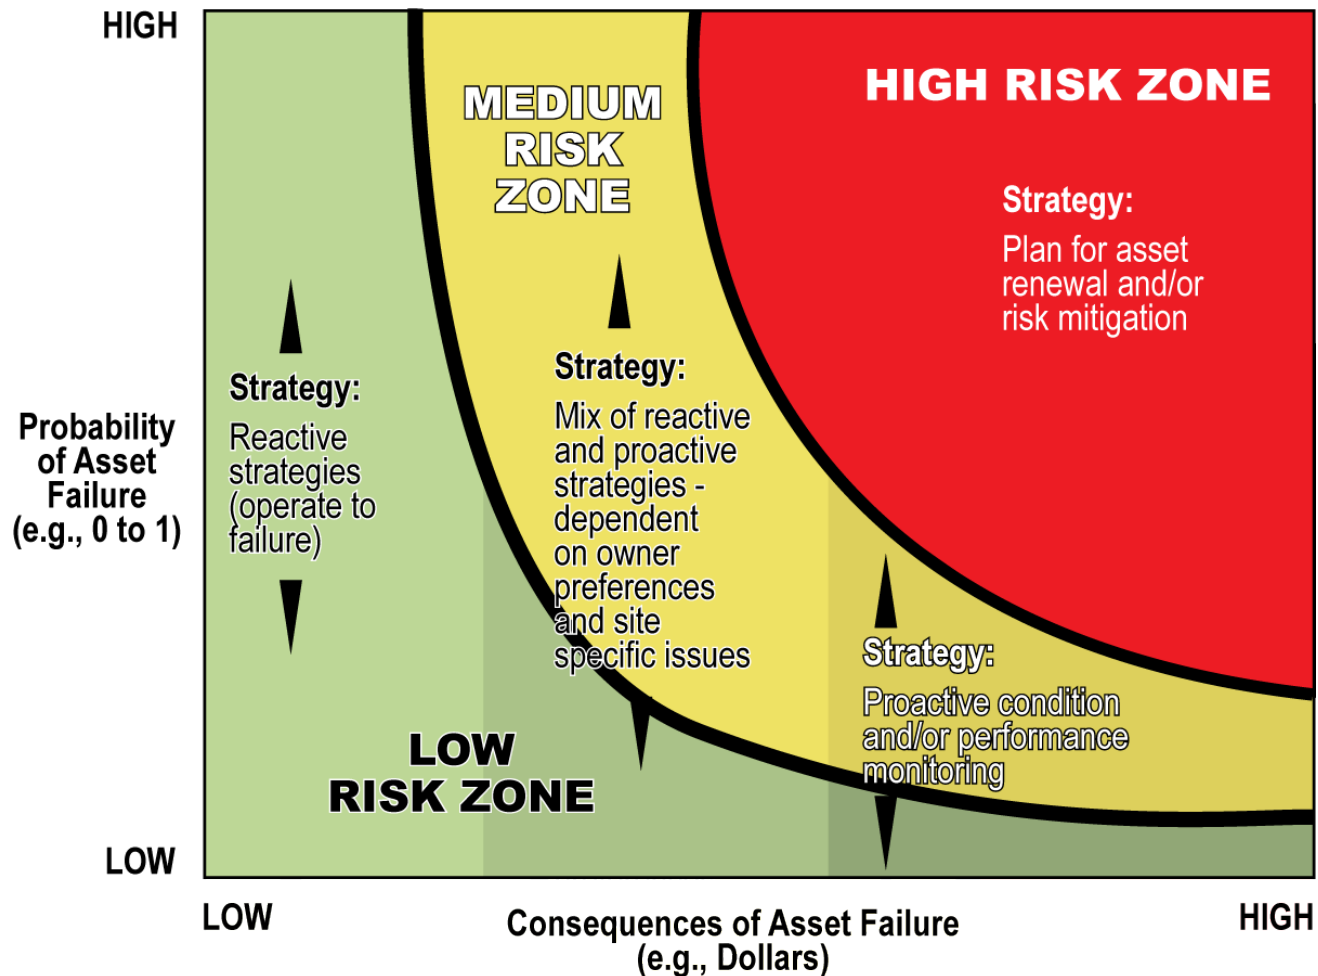 HIGH
MEDIUM
RISK
ZONE
HIGH RISK ZONE
Strategy:
Plan for asset
renewal and/or
risk mitigation
Strategy:
Reactive
strategies
(operate to
failure)
Strategy:
Mix of reactive
and proactive
strategies -
dependent
on owner
preferences
and site
specific issues
Probability
of Asset
Failure
(e.g., 0 to 1)
Strategy:
Proactive condition
and/or performance
monitoring
LOW
RISK ZONE
LOW
LOW
Consequences of Asset Failure
(e.g., Dollars)
HIGH